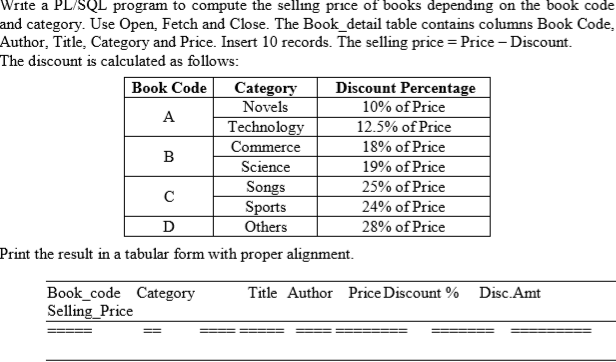 Write a PL/SQL program to compute the selling price of books depending on the book code
and category. Use Open, Fetch and Close. The Book_detail table contains columns Book Code,
Author, Title, Category and Price. Insert 10 records. The selling price = Price – Discount.
The discount is calculated as follows:
Book Code Category Discount Percentage
A Novels 10% of Price
Technology 12.5% of Price
B Commerce 18% of Price
Science 19% of Price
C Songs 25% of Price
Sports 24% of Price
D Others 28% of Price
Print the result in a tabular form with proper alignment.
Book_code Category Title Author Price Discount % Disc.Amt
Selling_Price
===== == ==== ===== ==== ======== ======= =========